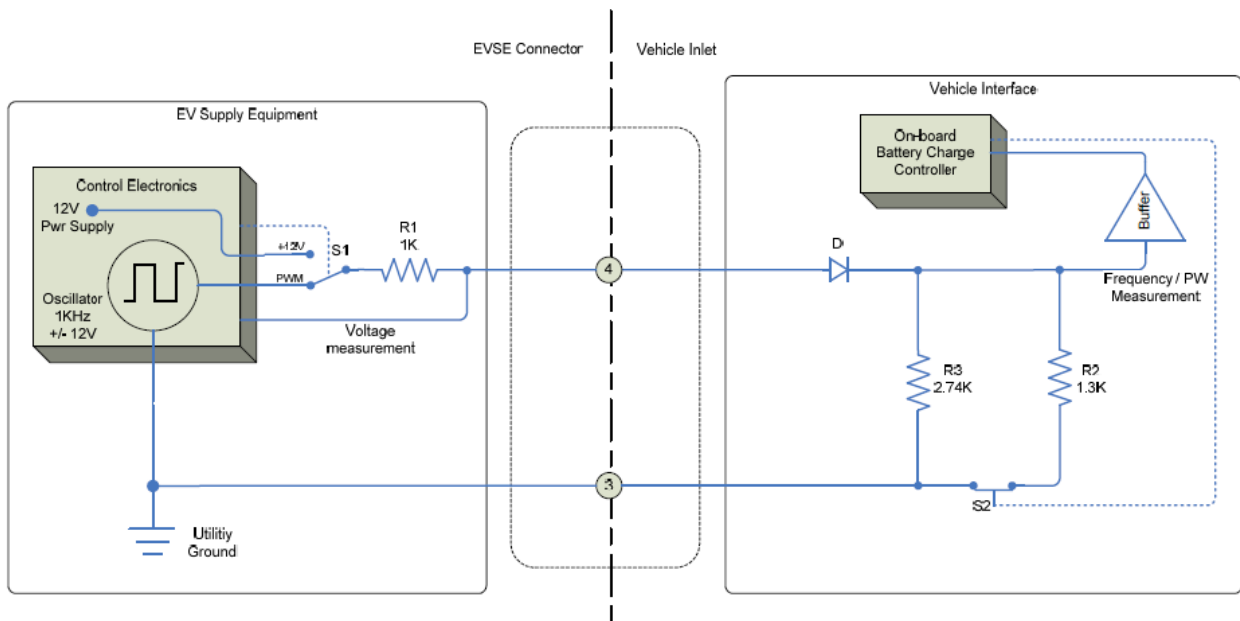 EVSE Connector
Vehicle Inlet
EV Supply Equipment
Vehicle Interface
Control Electronics
12V
Pwr Supply
Oscillator
1KHz
+/- 12V
+12V
PWM
S1
R1
1K
Voltage
measurement
4
3
Utilitiy
Ground
On-board
Battery Charge
Controller
Buffer
D
Frequency / PW
Measurement
R3
2.74K
R2
1.3K
S2